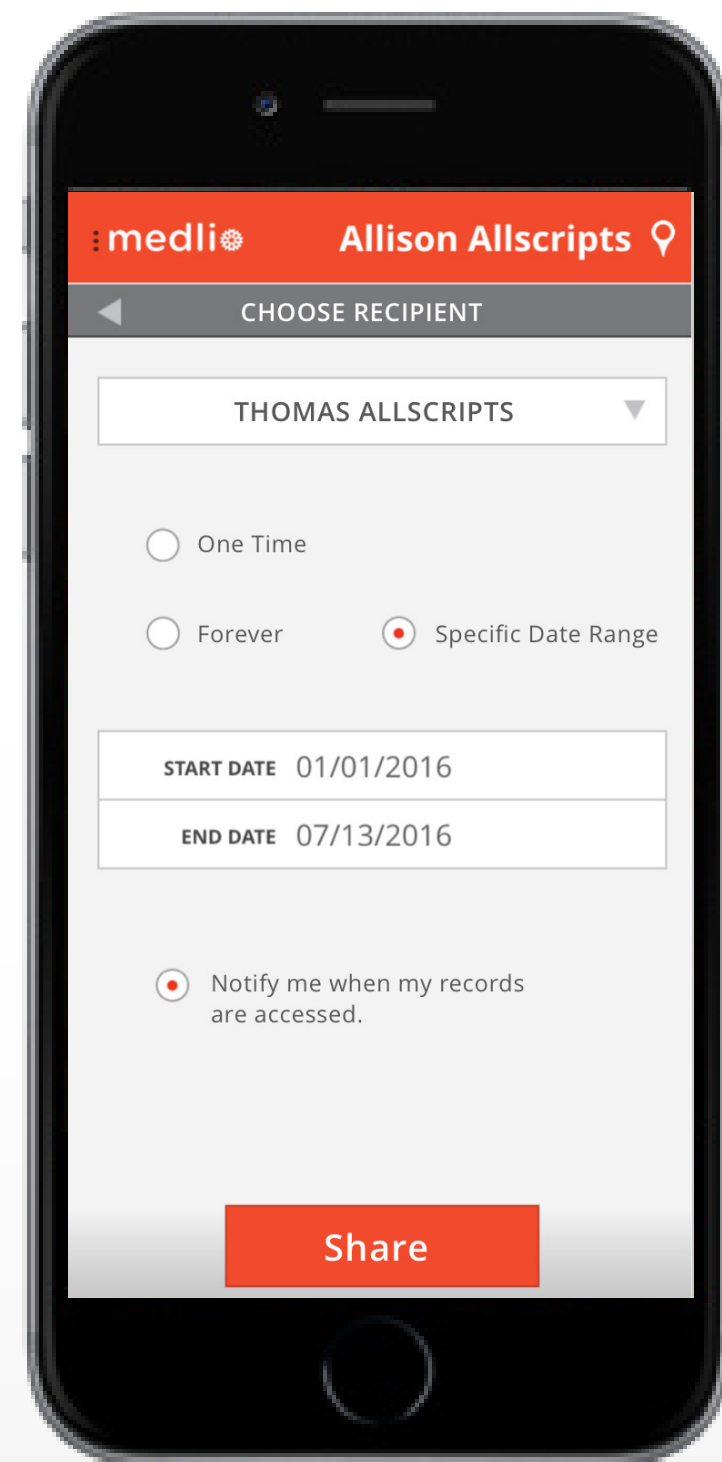 medlio Allison Allscripts
CHOOSE RECIPIENT
THOMAS ALLSCRIPTS
One Time
Forever Specific Date Range
START DATE 01/01/2016
END DATE 07/13/2016
Notify me when my records
are accessed.
Share